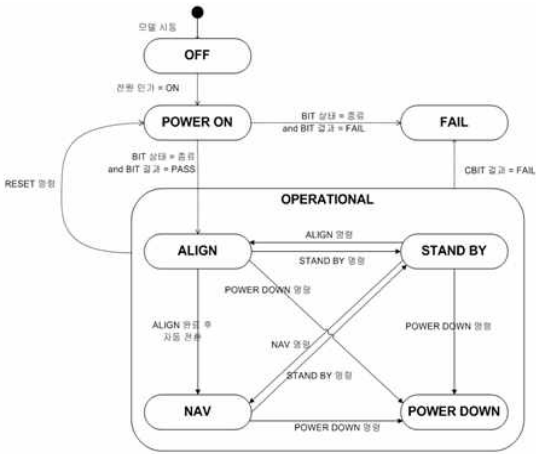 모델 시동
OFF
전원 인가 = ON
POWER ON
BIT 상태 = 종료
and BIT 결과 = FAIL
FAIL
BIT 상태 = 종료
and BIT 결과 = PASS
CBIT 결과 = FAIL
RESET 명령
OPERATIONAL
ALIGN 명령
ALIGN
STAND BY
STAND BY 명령
POWER DOWN 명령
ALIGN 완료 후
자동 전환
NAV 명령
POWER DOWN 명령
STAND BY 명령
NAV
POWER DOWN
POWER DOWN 명령